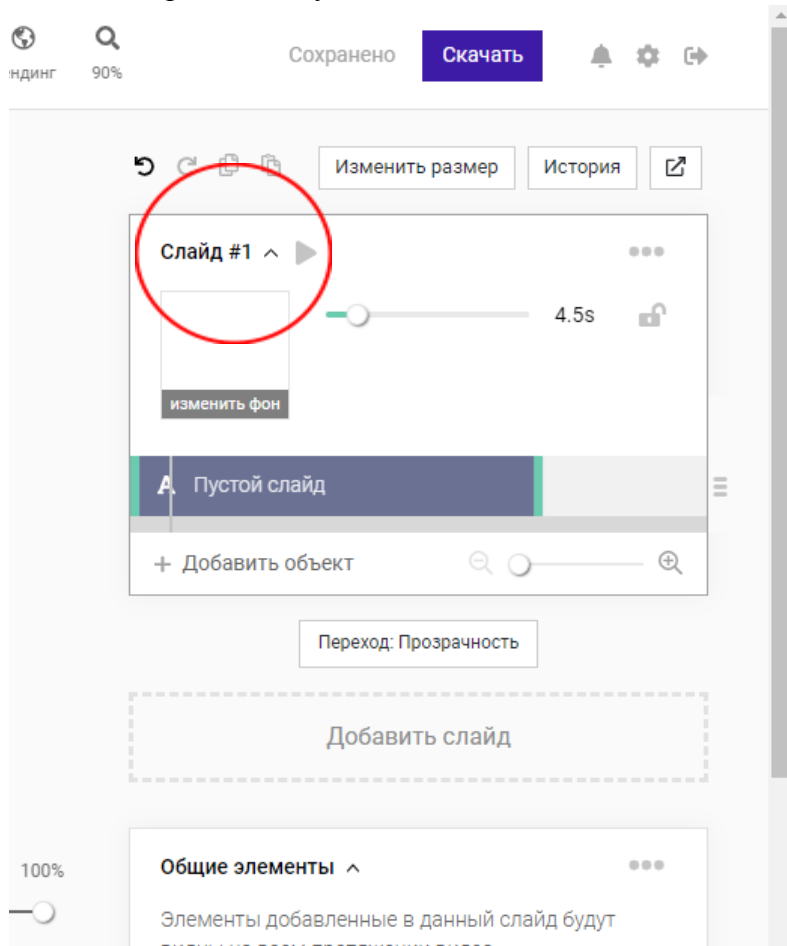 ндинг
90%
Сохранено
Скачать
Изменить размер
История
Слайд #1
4.5s
изменить фон
A
Пустой слайд
+ Добавить объект
Переход: Прозрачность
Добавить слайд
100%
Общие элементы
Элементы добавленные в данный слайд будут